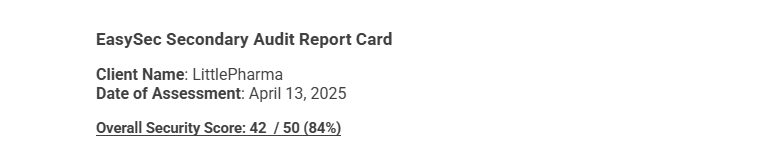 EasySec Secondary Audit Report Card
Client Name: LittlePharma
Date of Assessment: April 13, 2025
Overall Security Score: 42  / 50 (84%)